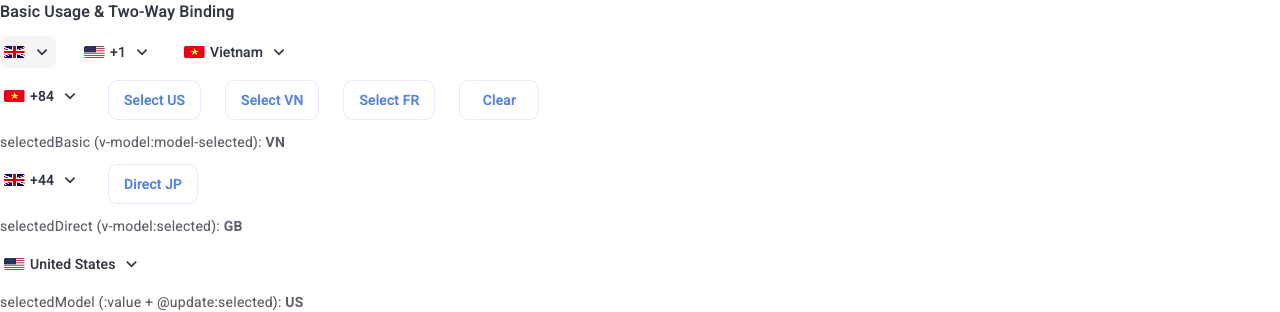 Basic Usage & Two-Way Binding
+1 Vietnam
+84 Select US Select VN Select FR Clear
selectedBasic (v-model:model-selected): VN
+44 Direct JP
selectedDirect (v-model:selected): GB
United States
selectedModel (:value + @update:selected): US